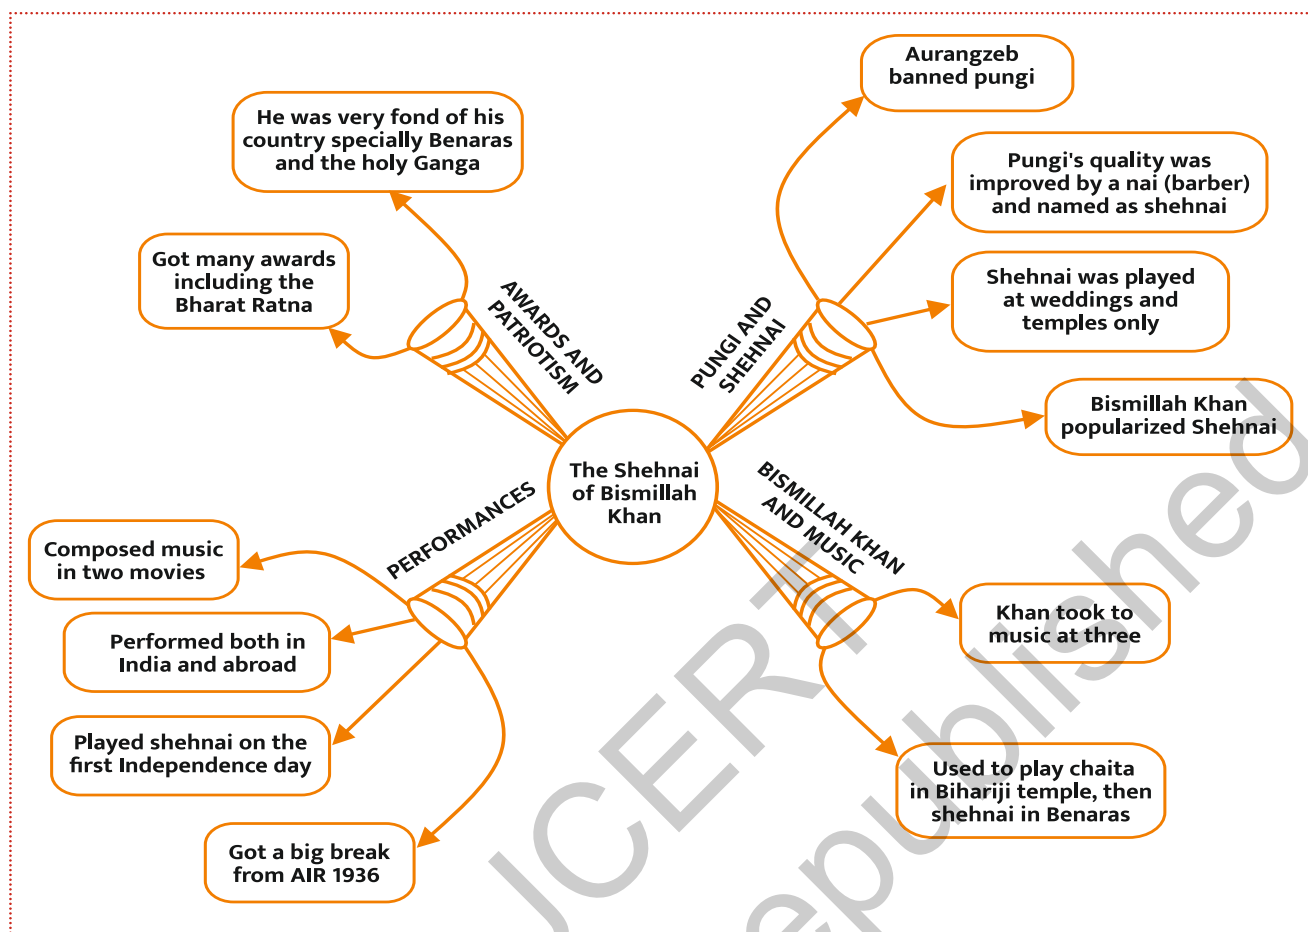 He was very fond of his
country specially Benaras
and the holy Ganga
Got many awards
including the
Bharat Ratna
AWARDS AND
PATRIOTISM
Aurangzeb
banned pungi
Pungi's quality was
improved by a nai (barber)
and named as shehnai
Shehnai was played
at weddings and
temples only
Bismillah Khan
popularized Shehnai
PUNGI AND
SHEHNAI
The Shehnai
of Bismillah
Khan
PERFORMANCES
Composed music
in two movies
Performed both in
India and abroad
Played shehnai on the
first Independence day
Got a big break
from AIR 1936
BISMILLAH KHAN
AND MUSIC
Khan took to
music at three
Used to play chaita
in Bihariji temple, then
shehnai in Benaras
JCERT
epublished